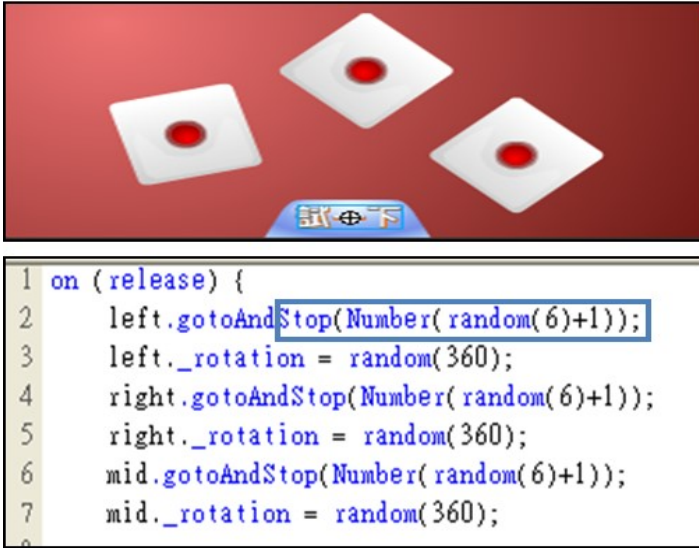 試 下
1 on (release) {
2 left.gotoAndStop(Number(random(6)+1));
3 left._rotation = random(360);
4 right.gotoAndStop(Number(random(6)+1));
5 right._rotation = random(360);
6 mid.gotoAndStop(Number(random(6)+1));
7 mid._rotation = random(360);